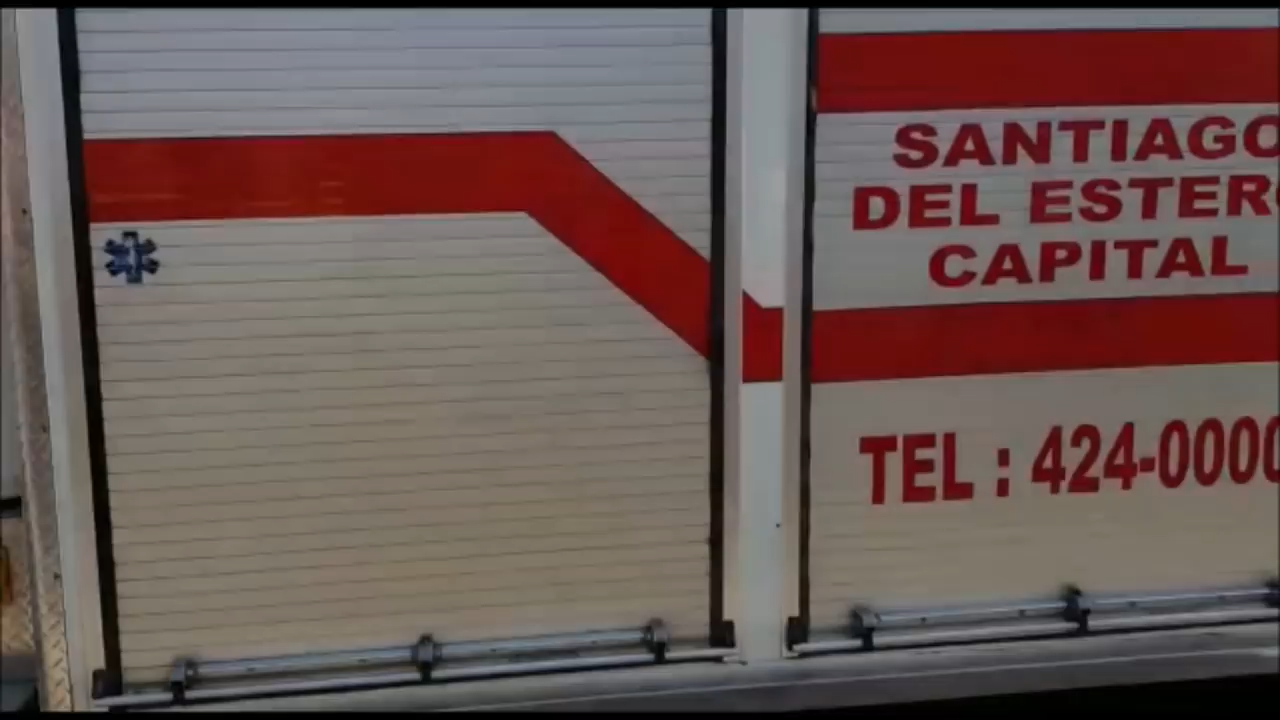 SANTIAGO
DEL ESTERO
CAPITAL
TEL : 424-0000